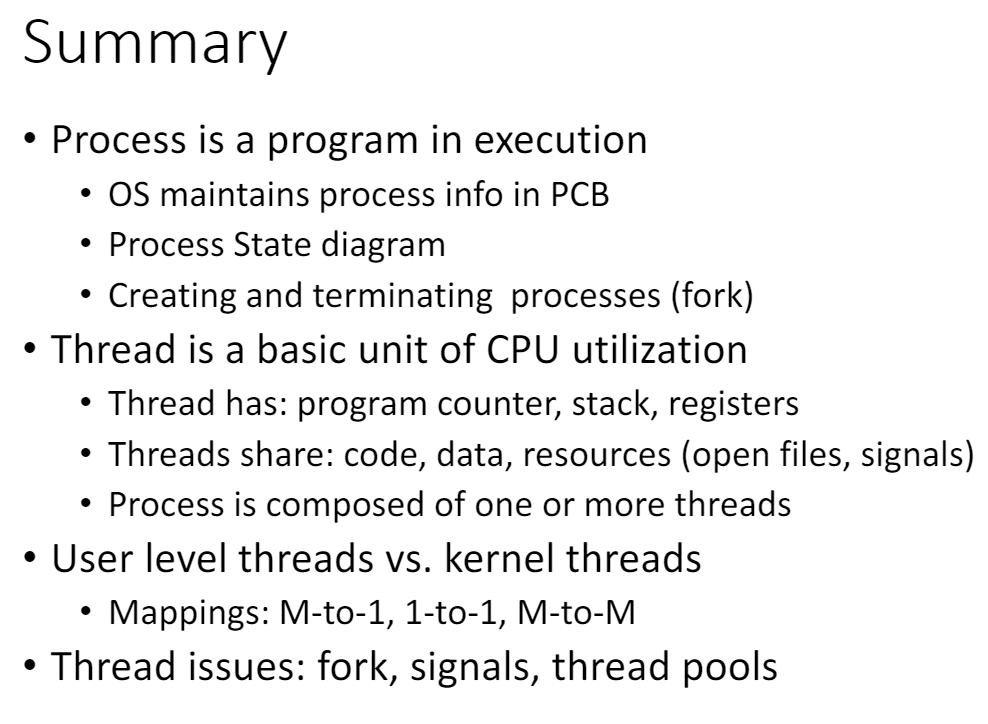 Summary
• Process is a program in execution
• OS maintains process info in PCB
• Process State diagram
• Creating and terminating  processes (fork)
• Thread is a basic unit of CPU utilization
• Thread has: program counter, stack, registers
• Threads share: code, data, resources (open files, signals)
• Process is composed of one or more threads
• User level threads vs. kernel threads
• Mappings: M-to-1, 1-to-1, M-to-M
• Thread issues: fork, signals, thread pools